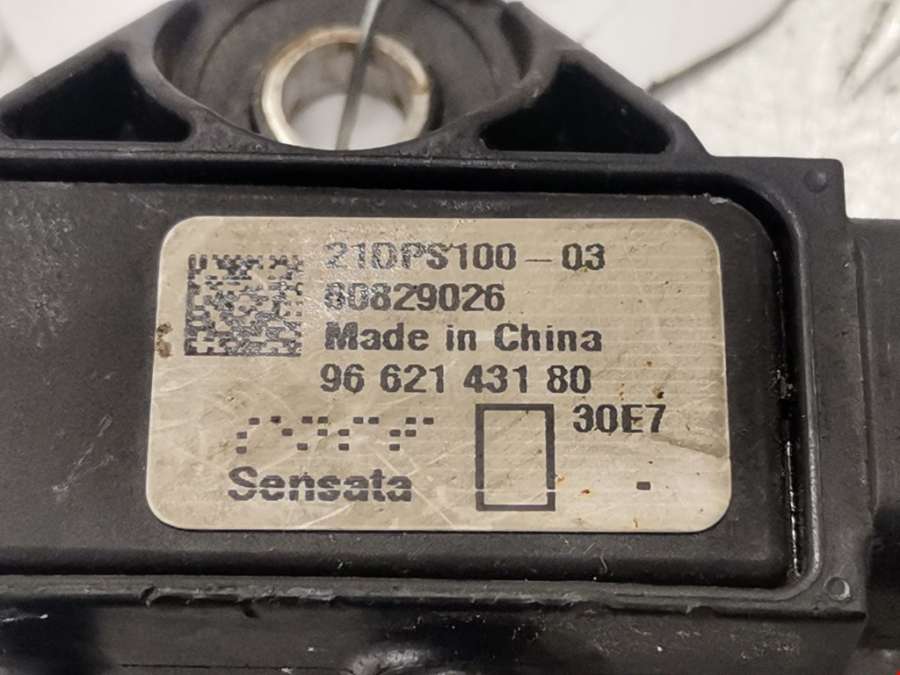 21DPS100-03
80829026
Made in China
96 621 431 80
30E7
Sensata